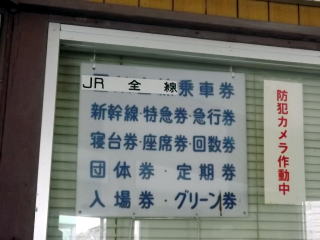 JR全線乗車券
新幹線・特急券・急行券
寝台券・座席券・回数券
団体券・定期券
入場券・グリーン券
防犯カメラ作動中